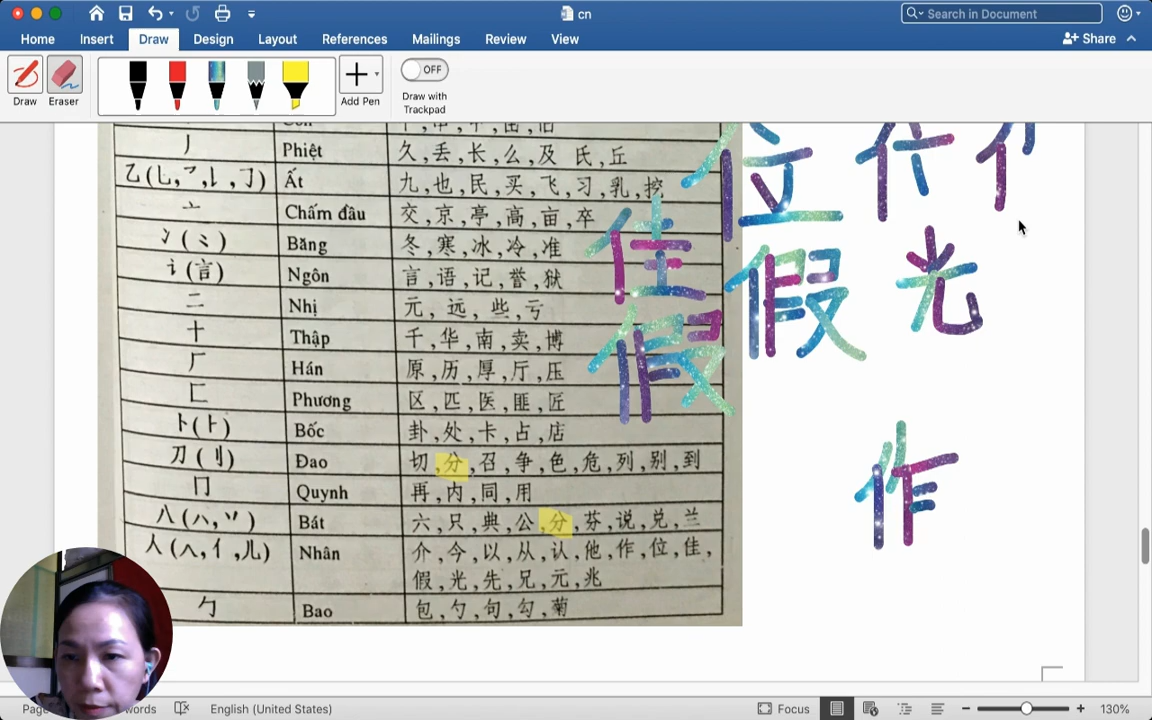 cn
Search in Document
Home Insert Draw Design Layout References Mailings Review View
Share
Draw Eraser
Add Pen
OFF
Draw with Trackpad
丿 Phiệt 久,丢,长,么,及 氏,丘
乙(乚,乛,㇙,㇆) Ất 九,也,民,买,飞,习,乳,挖
亠 Chấm đầu 交,京,亭,高,亩,卒
冫(⺀) Băng 冬,寒,冰,冷,准
讠(言) Ngôn 言,语,记,誉,狱
二 Nhị 元,远,些,亏
十 Thập 千,华,南,卖,博
厂 Hán 原,历,厚,厅,压
匚 Phương 区,匹,医,匪,匠
卜(⺊) Bốc 卦,处,卡,占,店
刀(刂) Đao 切,分,召,争,色,危,列,别,到
冂 Quynh 再,内,同,用
八(ハ,丷) Bát 六,只,典,公,分,芬,说,兑,兰
人(𠆢,亻,儿) Nhân 介,今,以,从,认,他,作,位,佳,
假,光,先,兄,元,兆
勹 Bao 包,勺,句,勾,菊
位
佳
假
光
假
作
words
English (United States)
Focus
130%